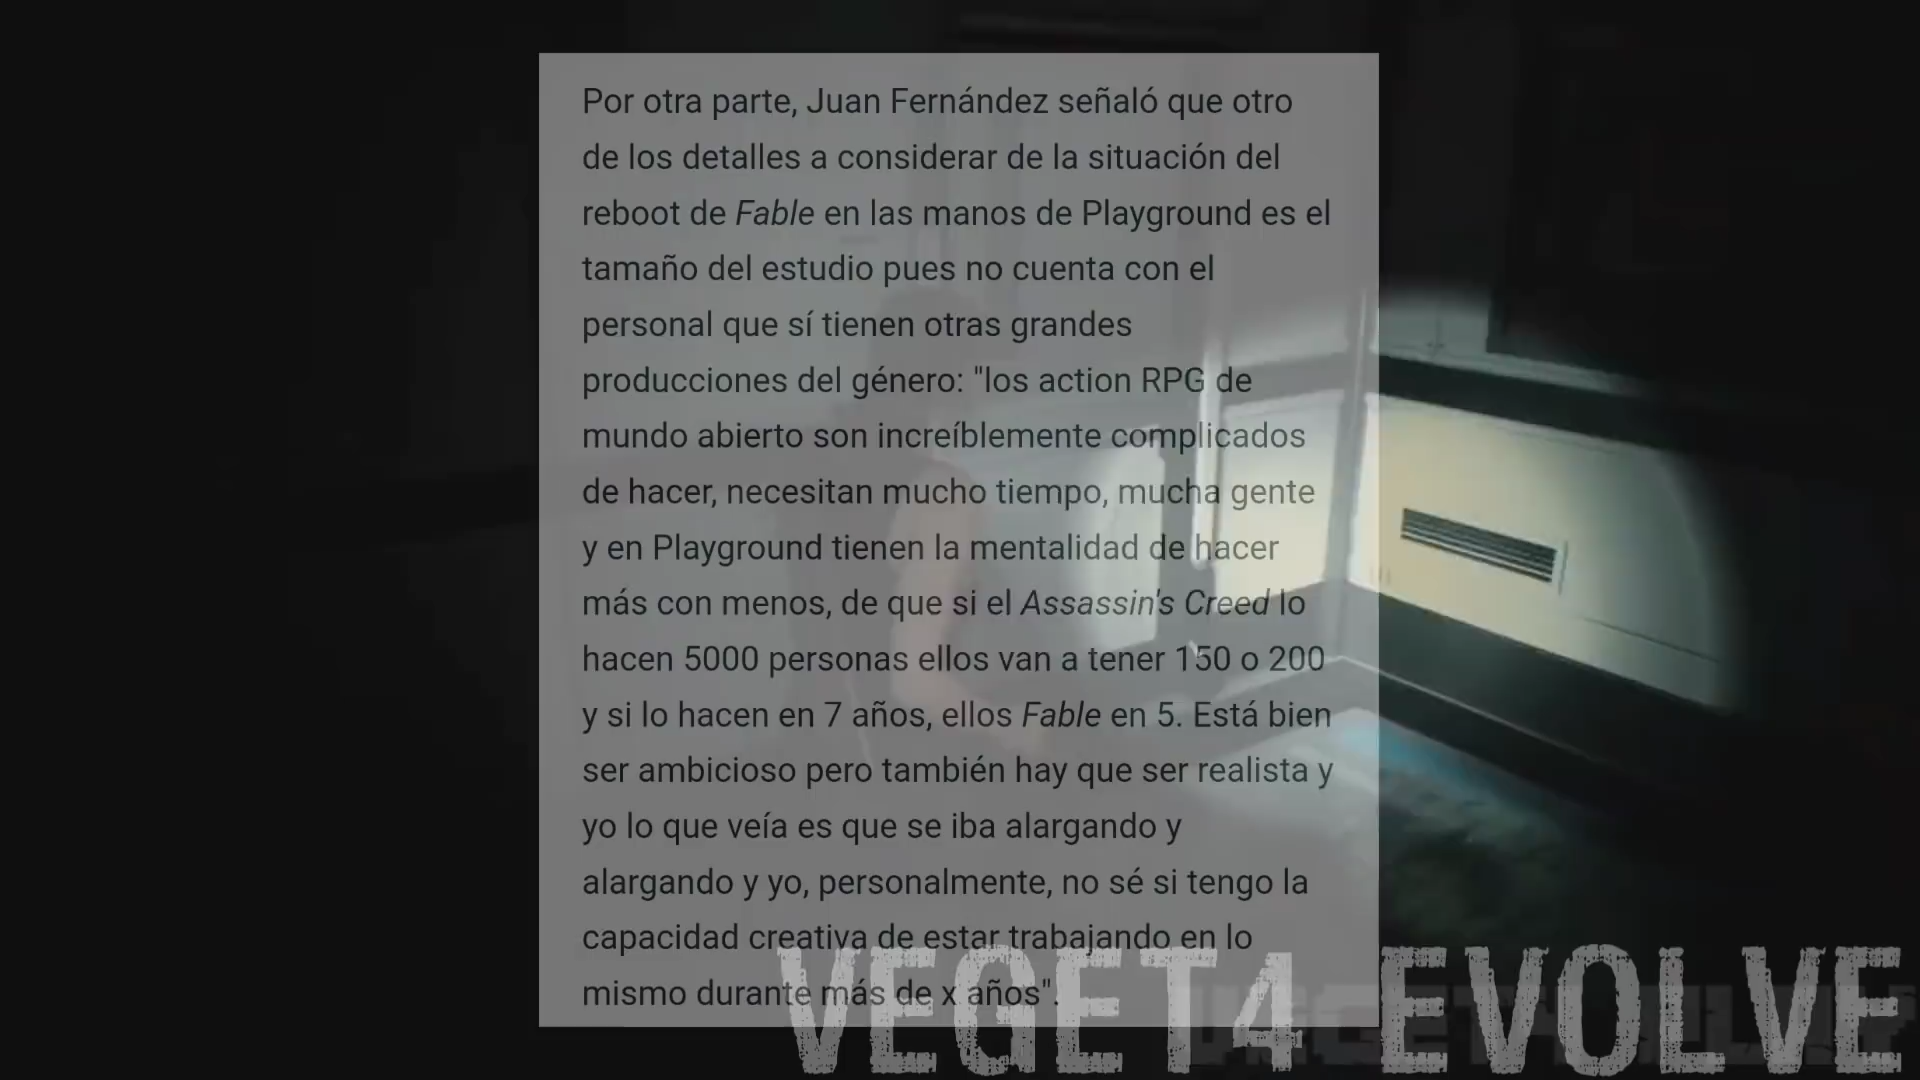 Por otra parte, Juan Fernández señaló que otro
de los detalles a considerar de la situación del
reboot de Fable en las manos de Playground es el
tamaño del estudio pues no cuenta con el
personal que sí tienen otras grandes
producciones del género: "los action RPG de
mundo abierto son increíblemente complicados
de hacer, necesitan mucho tiempo, mucha gente
y en Playground tienen la mentalidad de hacer
más con menos, de que si el Assassin's Creed lo
hacen 5000 personas ellos van a tener 150 o 200
y si lo hacen en 7 años, ellos Fable en 5. Está bien
ser ambicioso pero también hay que ser realista y
yo lo que veía es que se iba alargando y
alargando y yo, personalmente, no sé si tengo la
capacidad creativa de estar trabajando en lo
mismo durante más de x años".
VEGET4 EVOLVE